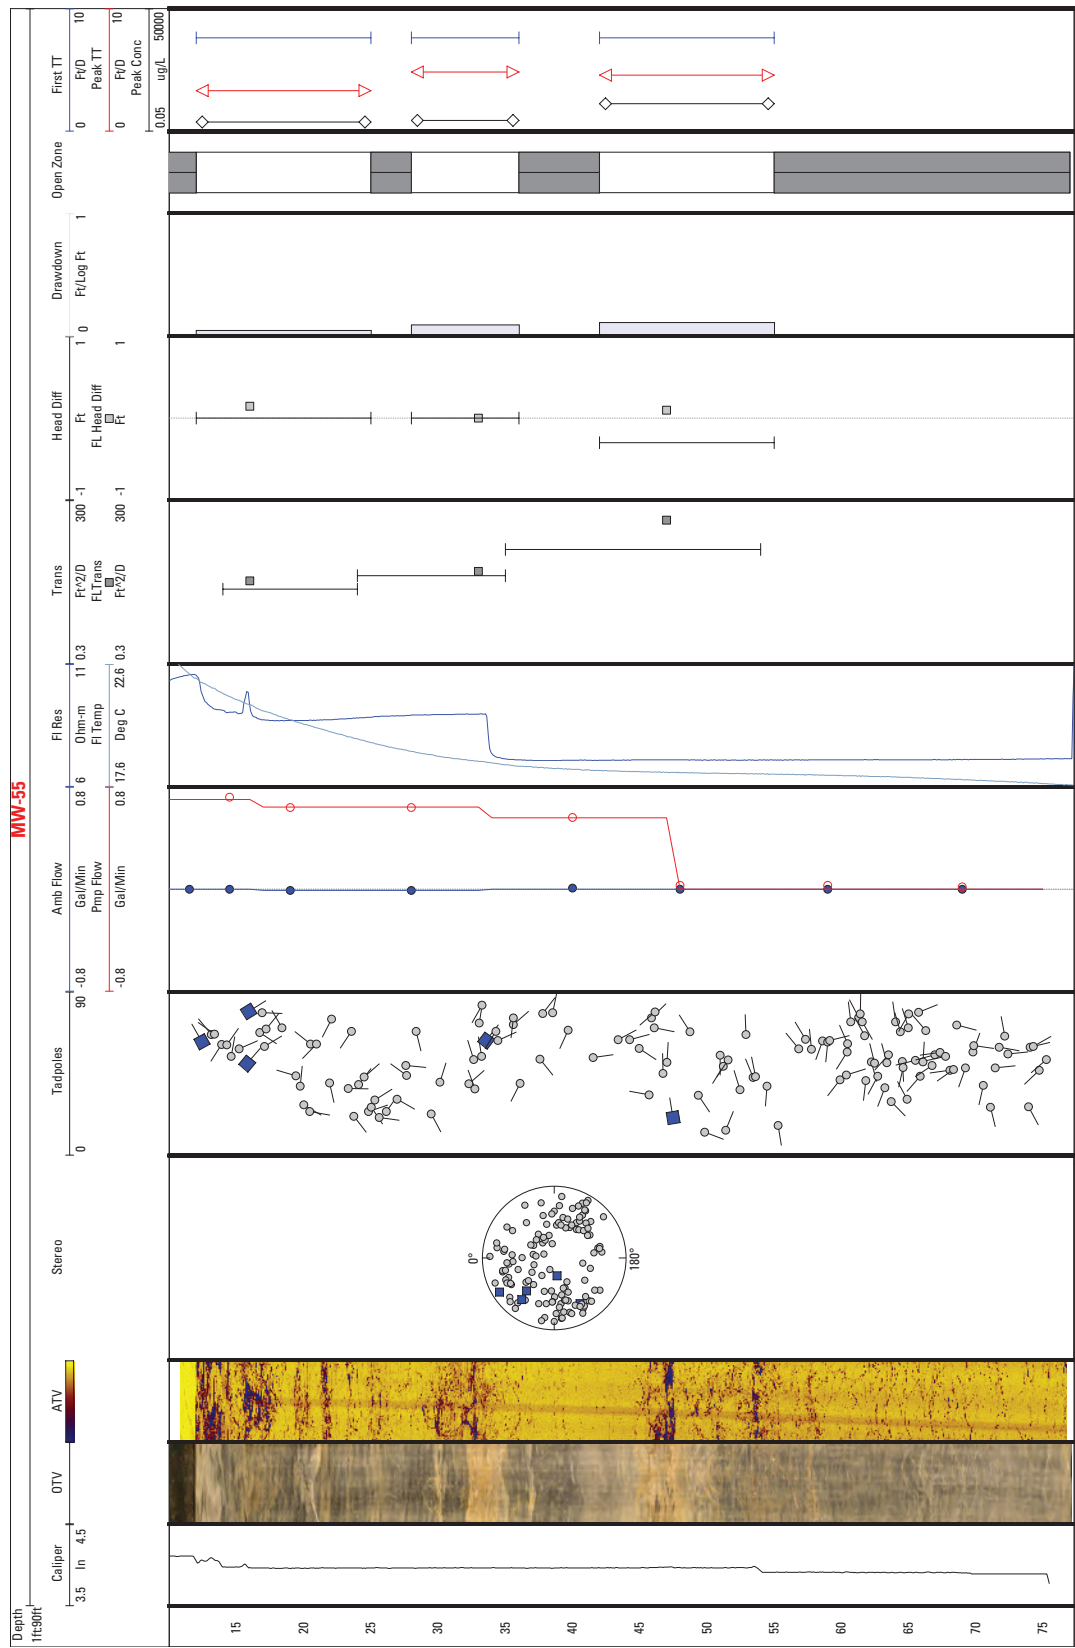 MW-55
Depth
1ft:90ft
Caliper
3.5 In 4.5
OTV
ATV
Stereo
0°
180°
Tadpoles
0 90
Amb Flow
-0.8 Gal/Min 0.8
Pmp Flow
-0.8 Gal/Min 0.8
Fl Res
6 Ohm-m 11
Fl Temp
17.6 Deg C 22.6
Trans
0.3 Ft^2/D 300
FLTrans
0.3 Ft^2/D 300
Head Diff
-1 Ft 1
FL Head Diff
-1 Ft 1
Drawdown
0 Ft/Log Ft 1
Open Zone
First TT
0 Ft/D 10
Peak TT
0 Ft/D 10
Peak Conc
0.05 ug/L 50000
15
20
25
30
35
40
45
50
55
60
65
70
75